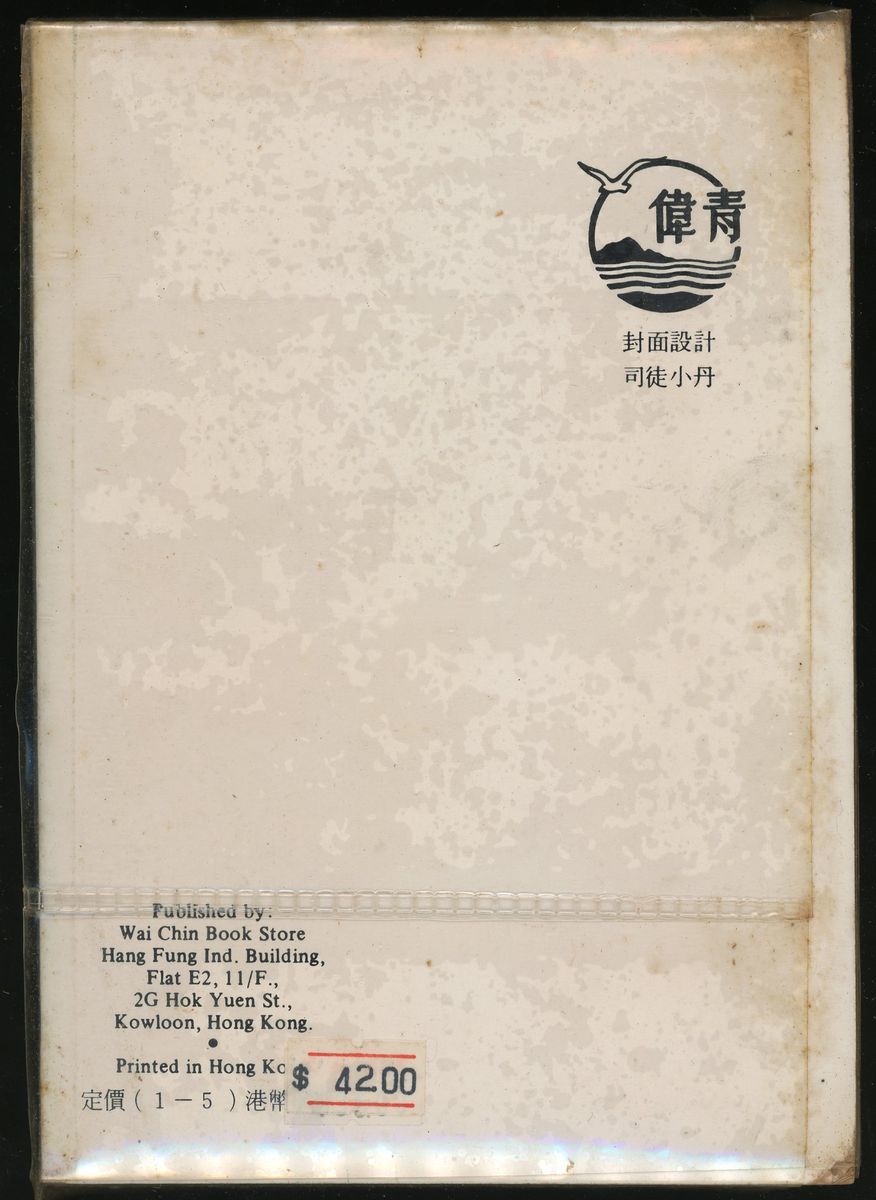 偉青
封面設計
司徒小丹
Published by:
Wai Chin Book Store
Hang Fung Ind. Building,
Flat E2, 11/F.,
2G Hok Yuen St.,
Kowloon, Hong Kong.
●
Printed in Hong Ko
定價(1-5)港幣
$ 42.00